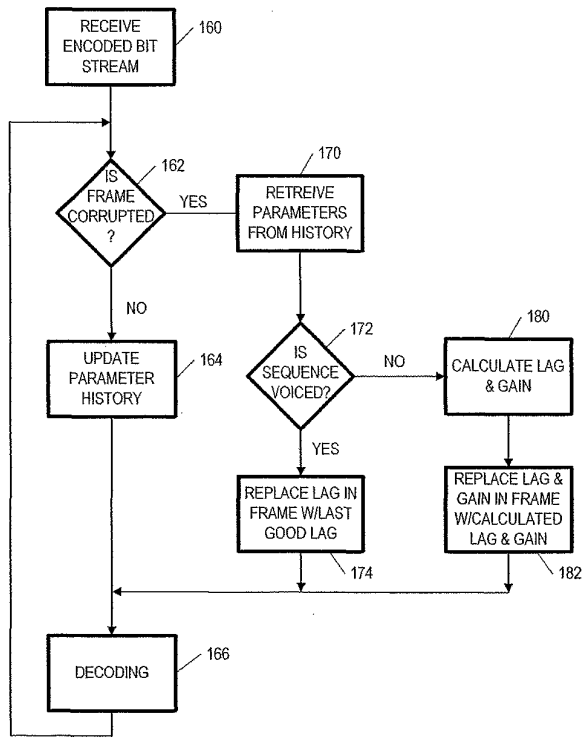 RECEIVE
ENCODED BIT
STREAM
160
IS
FRAME
CORRUPTED
?
162
YES
NO
170
RETREIVE
PARAMETERS
FROM HISTORY
UPDATE
PARAMETER
HISTORY
164
IS
SEQUENCE
VOICED?
172
NO
YES
180
CALCULATE LAG
& GAIN
REPLACE LAG IN
FRAME W/LAST
GOOD LAG
174
REPLACE LAG &
GAIN IN FRAME
W/CALCULATED
LAG & GAIN
182
DECODING
166